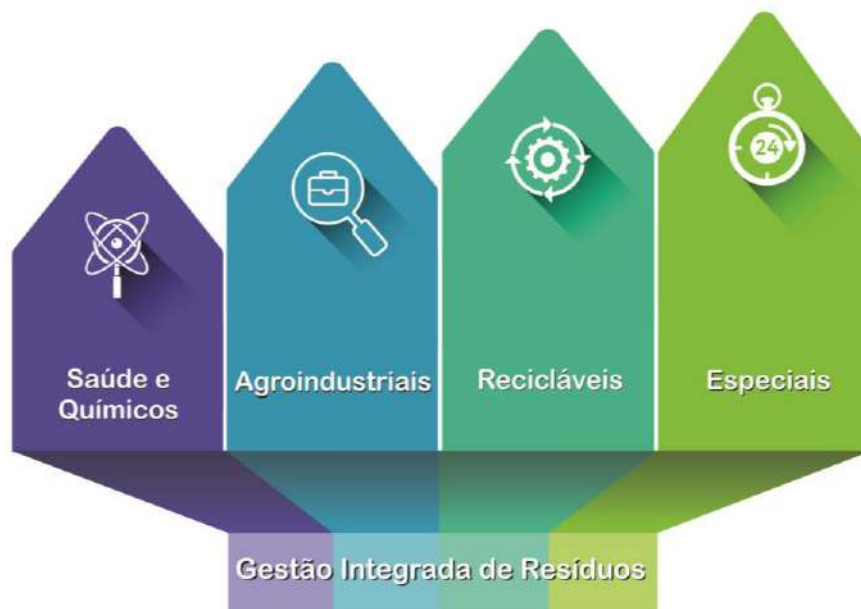 Saúde e
Químicos
Agroindustriais
Recicláveis
Especiais
24
Gestão Integrada de Resíduos